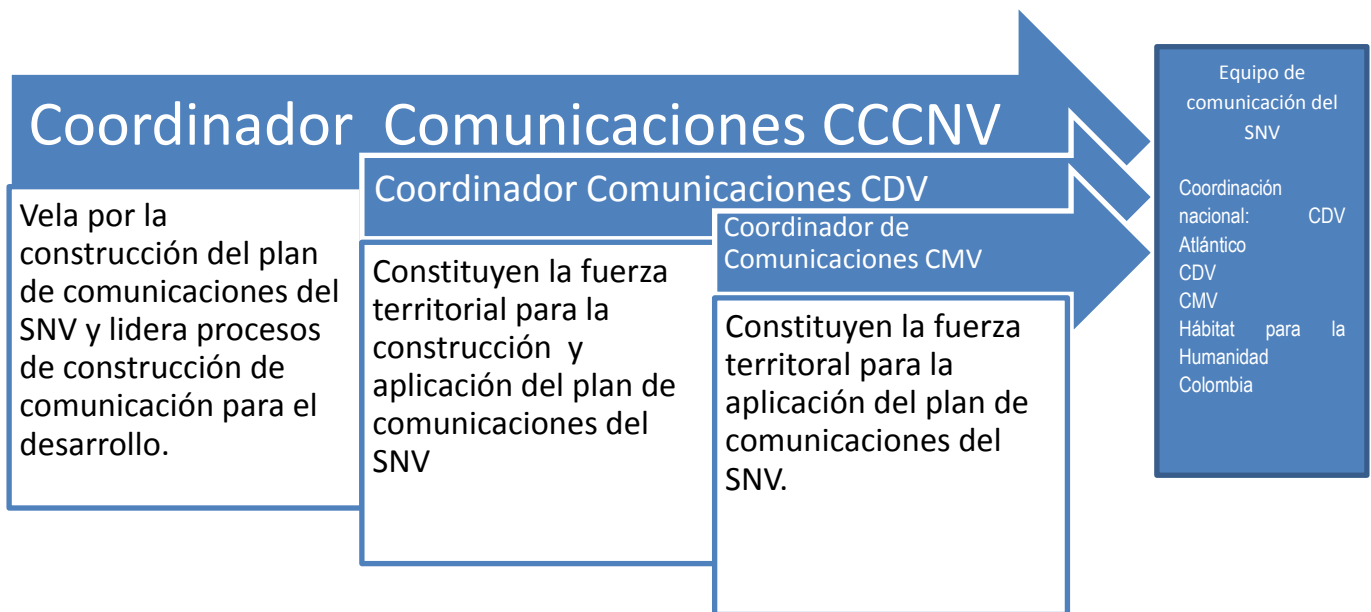 Coordinador Comunicaciones CCCNV
Vela por la
construcción del plan
de comunicaciones del
SNV y lidera procesos
de construcción de
comunicación para el
desarrollo.
Coordinador Comunicaciones CDV
Constituyen la fuerza
territorial para la
construcción y
aplicación del plan de
comunicaciones del
SNV
Coordinador de
Comunicaciones CMV
Constituyen la fuerza
territoral para la
aplicación del plan de
comunicaciones del
SNV.
Equipo de
comunicación del
SNV
Coordinación
nacional: CDV
Atlántico
CDV
CMV
Hábitat para la
Humanidad
Colombia